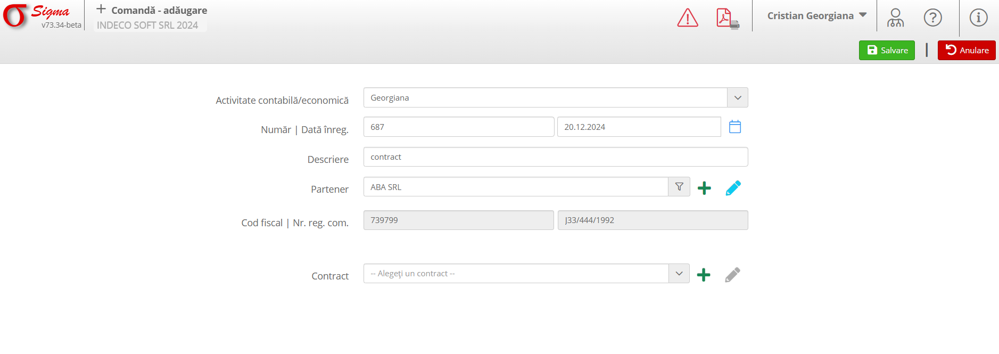 σ Sigma
v73.34-beta
Comandă - adăugare
INDECO SOFT SRL 2024
Cristian Georgiana
Salvare | Anulare
Activitate contabilă/economică Georgiana
Număr | Dată înreg. 687 20.12.2024
Descriere contract
Partener ABA SRL
Cod fiscal | Nr. reg. com. 739799 J33/444/1992
Contract -- Alegeţi un contract --